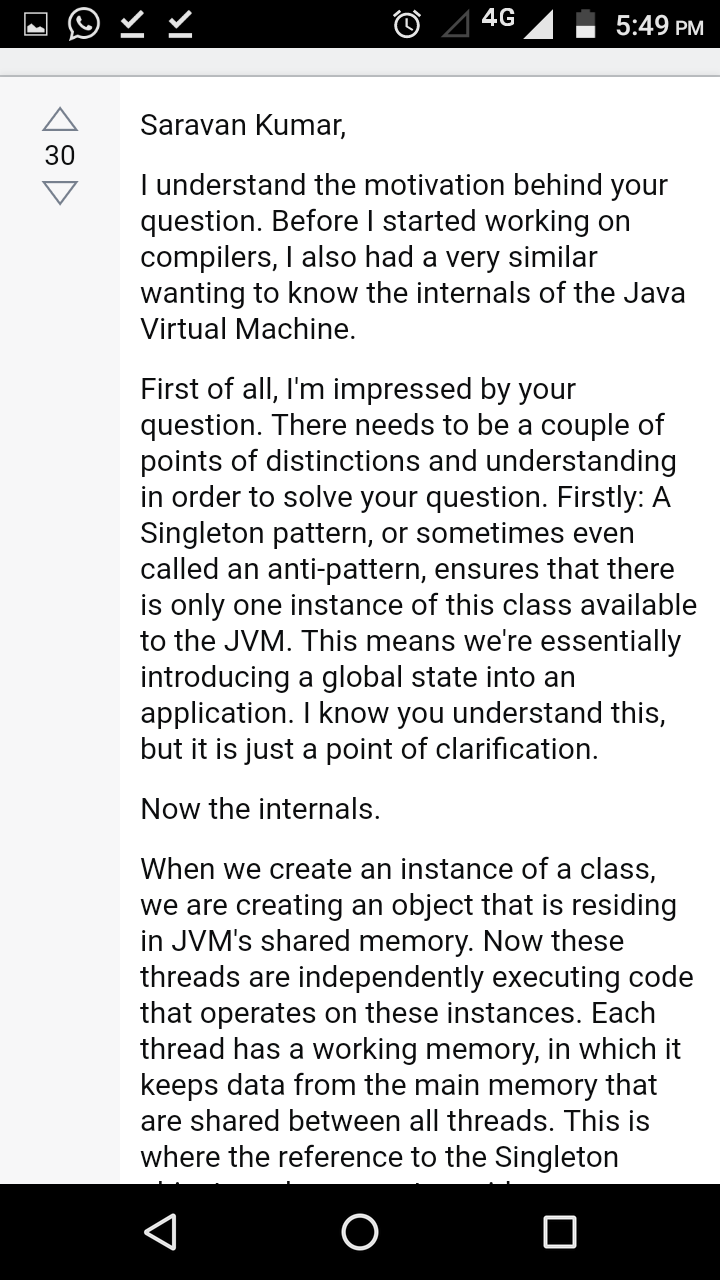 4G 5:49 PM
30
Saravan Kumar,
I understand the motivation behind your
question. Before I started working on
compilers, I also had a very similar
wanting to know the internals of the Java
Virtual Machine.
First of all, I'm impressed by your
question. There needs to be a couple of
points of distinctions and understanding
in order to solve your question. Firstly: A
Singleton pattern, or sometimes even
called an anti-pattern, ensures that there
is only one instance of this class available
to the JVM. This means we're essentially
introducing a global state into an
application. I know you understand this,
but it is just a point of clarification.
Now the internals.
When we create an instance of a class,
we are creating an object that is residing
in JVM's shared memory. Now these
threads are independently executing code
that operates on these instances. Each
thread has a working memory, in which it
keeps data from the main memory that
are shared between all threads. This is
where the reference to the Singleton